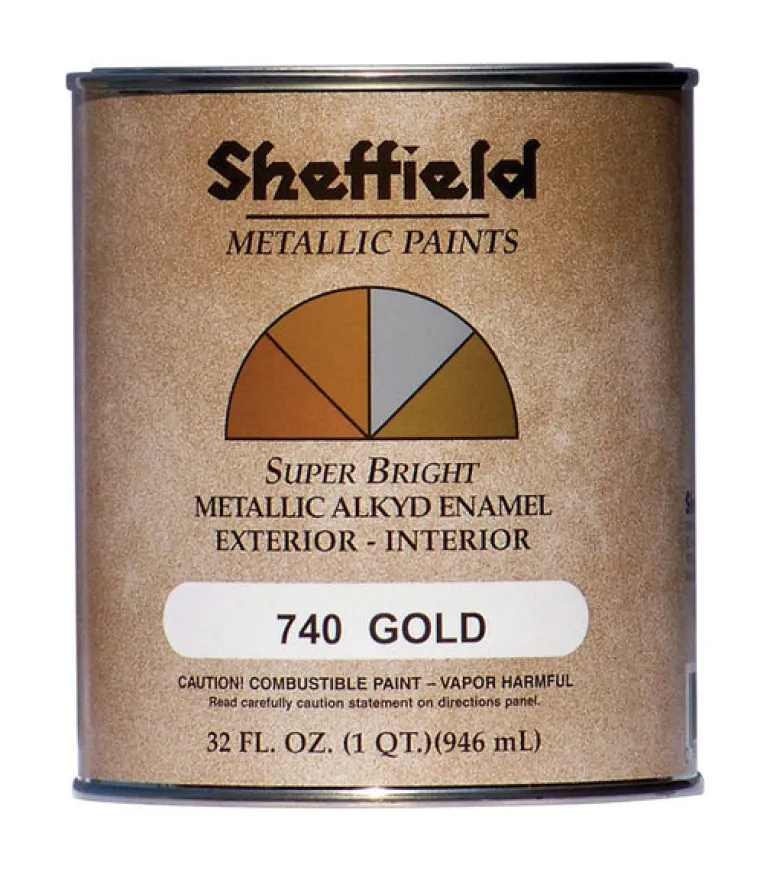 Sheffield
METALLIC PAINTS
SUPER BRIGHT
METALLIC ALKYD ENAMEL
EXTERIOR - INTERIOR
740 GOLD
CAUTION! COMBUSTIBLE PAINT – VAPOR HARMFUL
Read carefully caution statement on directions panel.
32 FL. OZ. (1 QT.)(946 mL)